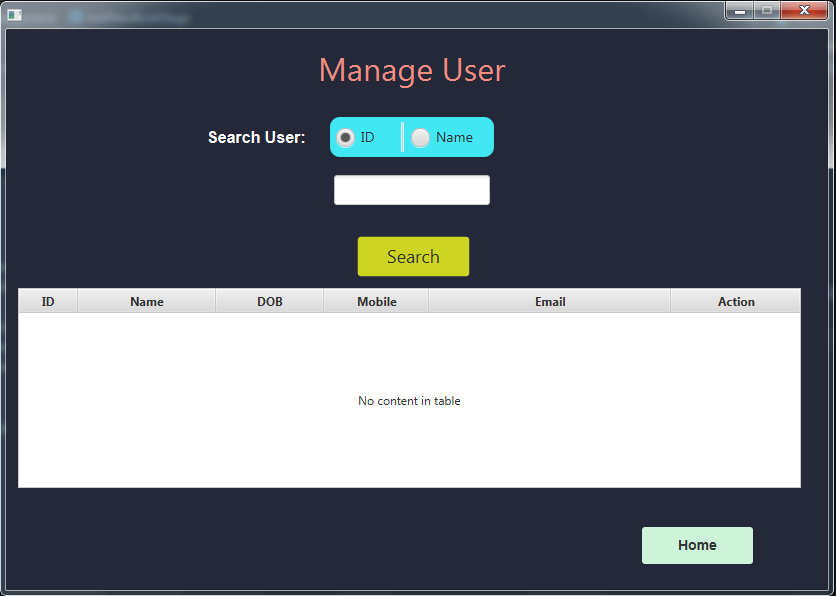 Manage User
Search User: ID Name
Search
ID Name DOB Mobile Email Action
No content in table
Home